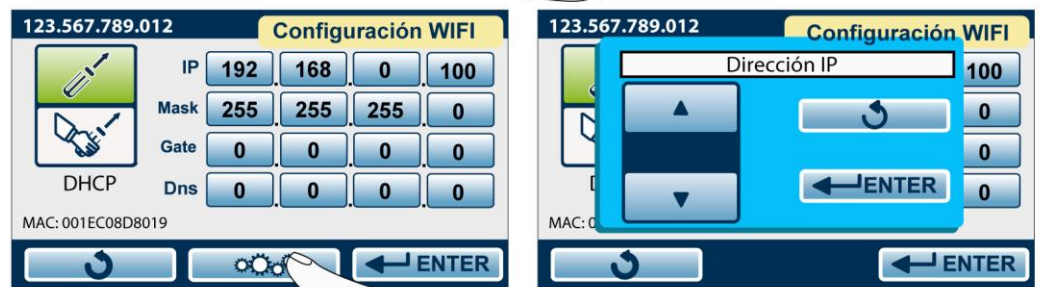 123.567.789.012
Configuración WIFI
IP 192 . 168 . 0 . 100
Mask 255 . 255 . 255 . 0
Gate 0 . 0 . 0 . 0
DHCP
Dns 0 . 0 . 0 . 0
MAC: 001EC08D8019
ENTER
123.567.789.012
Configuración WIFI
Dirección IP
100
0
0
ENTER
0
MAC: 0
ENTER